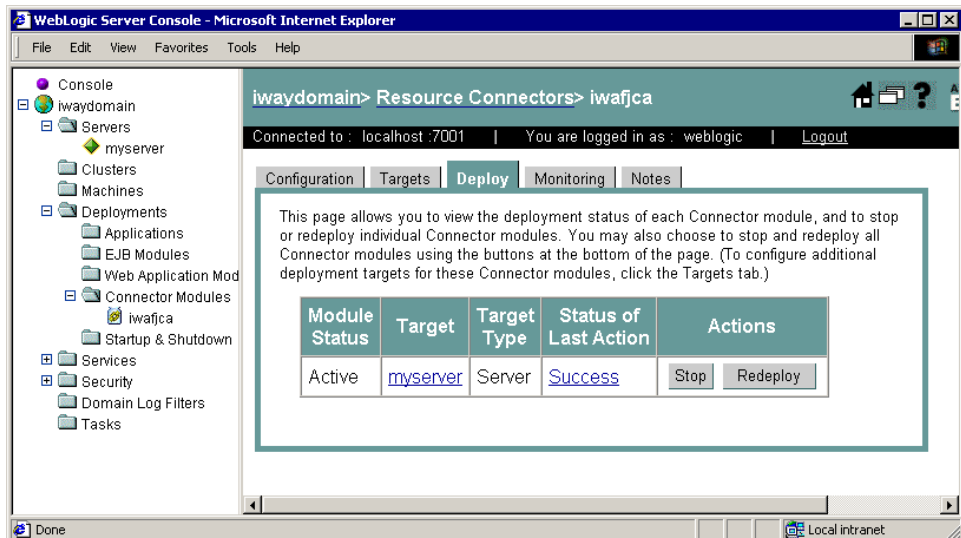 WebLogic Server Console - Microsoft Internet Explorer
File Edit View Favorites Tools Help
Console
iwaydomain
Servers
myserver
Clusters
Machines
Deployments
Applications
EJB Modules
Web Application Mod
Connector Modules
iwafjca
Startup & Shutdown
Services
Security
Domain Log Filters
Tasks
iwaydomain> Resource Connectors> iwafjca
Connected to : localhost :7001 | You are logged in as : weblogic | Logout
Configuration Targets Deploy Monitoring Notes
This page allows you to view the deployment status of each Connector module, and to stop
or redeploy individual Connector modules. You may also choose to stop and redeploy all
Connector modules using the buttons at the bottom of the page. (To configure additional
deployment targets for these Connector modules, click the Targets tab.)
Module Status Target Target Type Status of Last Action Actions
Active myserver Server Success Stop Redeploy
Done
Local intranet